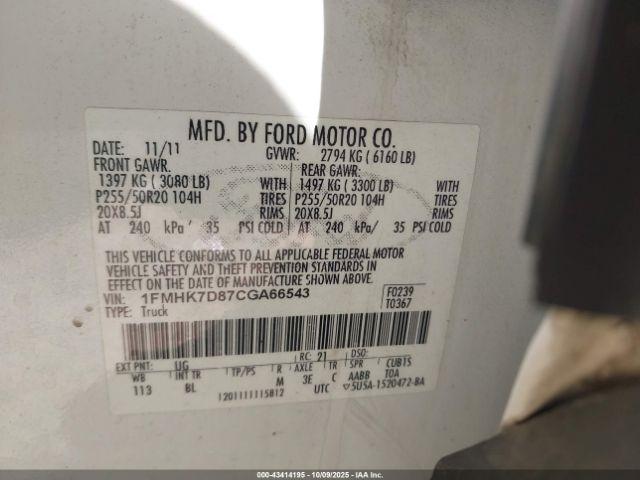 MFD. BY FORD MOTOR CO.
DATE: 11/11 GVWR: 2794 KG ( 6160 LB)
FRONT GAWR: REAR GAWR:
1397 KG ( 3080 LB) WITH 1497 KG ( 3300 LB) WITH
P255/50R20 104H TIRES P255/50R20 104H TIRES
20X8.5J RIMS 20X8.5J RIMS
AT 240 kPa/ 35 PSI COLD AT 240 kPa/ 35 PSI COLD
THIS VEHICLE CONFORMS TO ALL APPLICABLE FEDERAL MOTOR
VEHICLE SAFETY AND THEFT PREVENTION STANDARDS IN
EFFECT ON THE DATE OF MANUFACTURE SHOWN ABOVE.
VIN: 1FMHK7D87CGA66543 F0239
TYPE: Truck T0367
EXT PNT: UG RC: 21 DSO:
WB INT TR TP/PS R AXLE TR SPR CUBTS
113 BL M 3E C AABB TOA
1201111115812 UTC 5U5A-1520472-BA
000-43414195 - 10/09/2025 - IAA Inc.